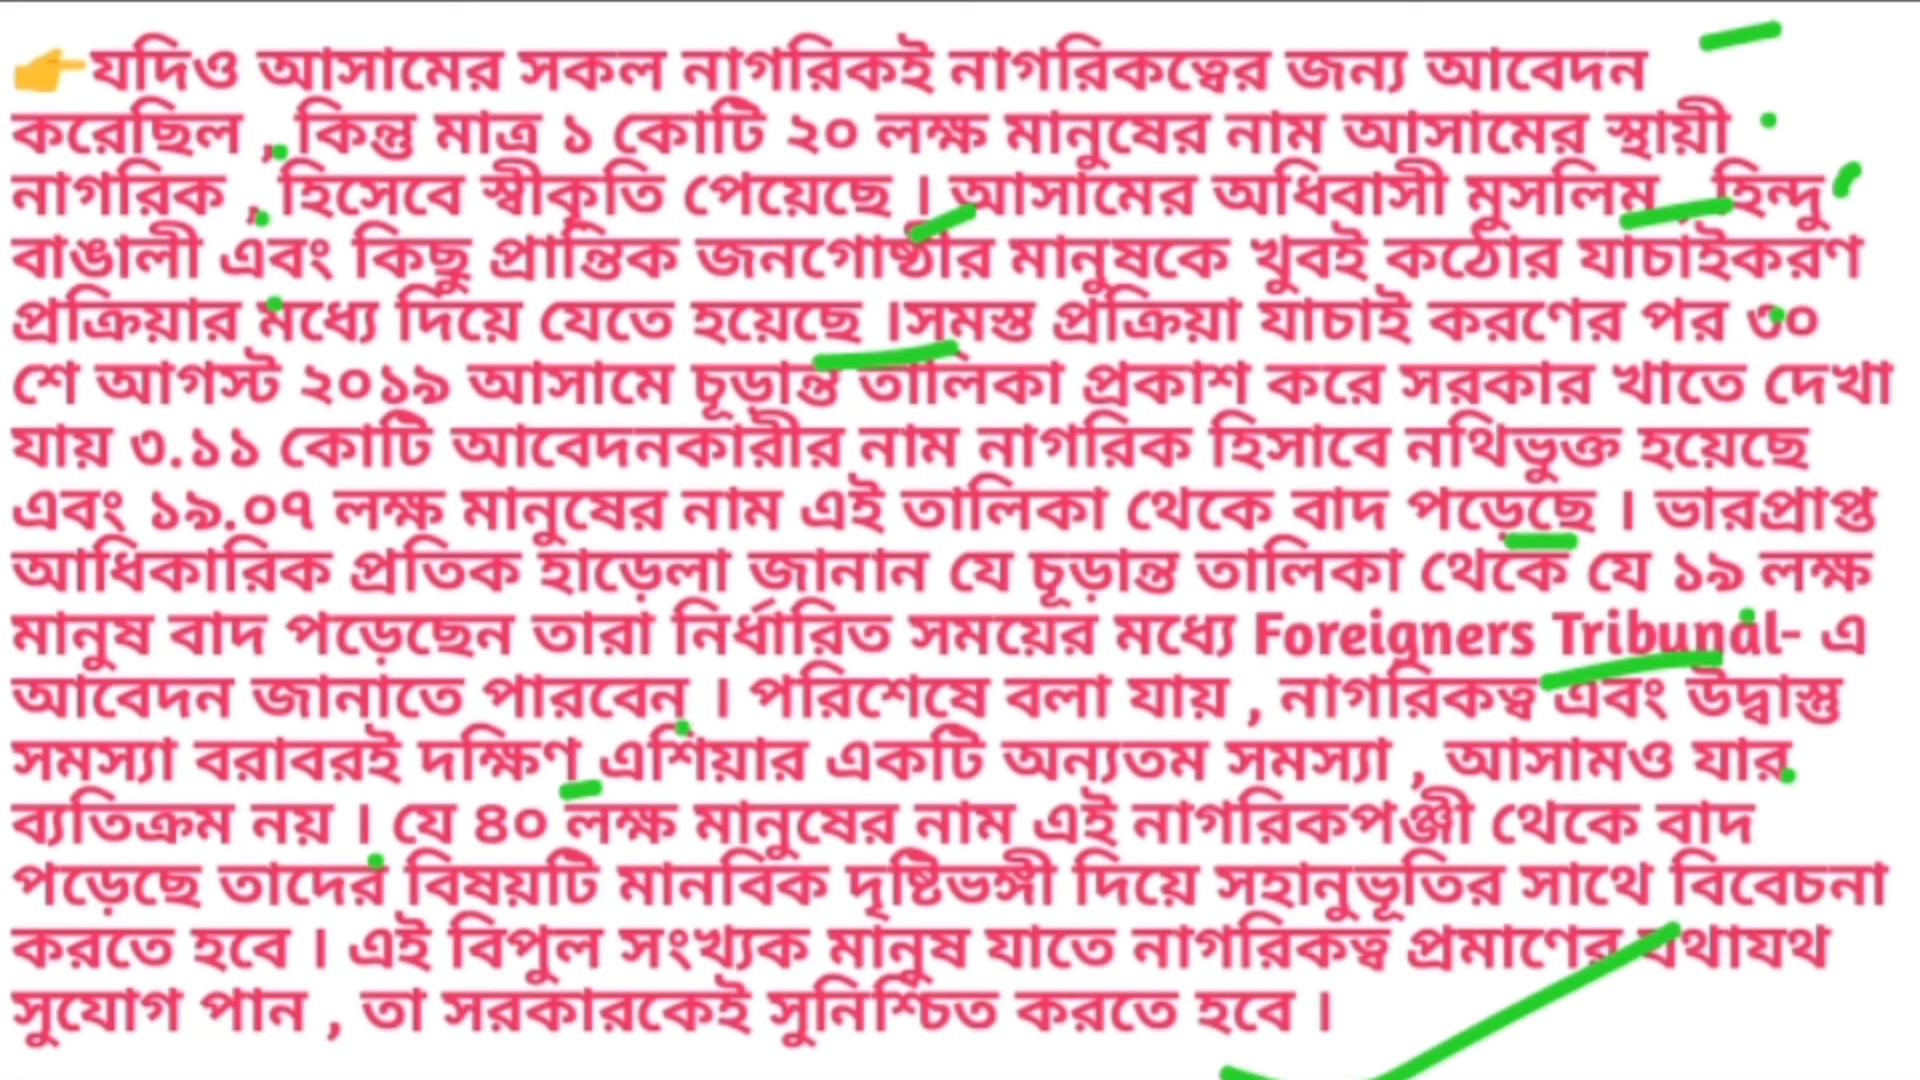 👉যদিও আসামের সকল নাগরিকই নাগরিকত্বের জন্য আবেদন
করেছিল , কিন্তু মাত্র ১ কোটি ২০ লক্ষ মানুষের নাম আসামের স্থায়ী
নাগরিক , হিসেবে স্বীকৃতি পেয়েছে । আসামের অধিবাসী মুসলিম , হিন্দু
বাঙালী এবং কিছু প্রান্তিক জনগোষ্ঠীর মানুষকে খুবই কঠোর যাচাইকরণ
প্রক্রিয়ার মধ্যে দিয়ে যেতে হয়েছে ।সমস্ত প্রক্রিয়া যাচাই করণের পর ৩০
শে আগস্ট ২০১৯ আসামে চূড়ান্ত তালিকা প্রকাশ করে সরকার খাতে দেখা
যায় ৩.১১ কোটি আবেদনকারীর নাম নাগরিক হিসাবে নথিভুক্ত হয়েছে
এবং ১৯.০৭ লক্ষ মানুষের নাম এই তালিকা থেকে বাদ পড়েছে । ভারপ্রাপ্ত
আধিকারিক প্রতিক হাড়েলা জানান যে চূড়ান্ত তালিকা থেকে যে ১৯ লক্ষ
মানুষ বাদ পড়েছেন তারা নির্ধারিত সময়ের মধ্যে Foreigners Tribunal- এ
আবেদন জানাতে পারবেন । পরিশেষে বলা যায় , নাগরিকত্ব এবং উদ্বাস্তু
সমস্যা বরাবরই দক্ষিণ এশিয়ার একটি অন্যতম সমস্যা , আসামও যার
ব্যতিক্রম নয় । যে ৪০ লক্ষ মানুষের নাম এই নাগরিকপঞ্জী থেকে বাদ
পড়েছে তাদের বিষয়টি মানবিক দৃষ্টিভঙ্গী দিয়ে সহানুভূতির সাথে বিবেচনা
করতে হবে । এই বিপুল সংখ্যক মানুষ যাতে নাগরিকত্ব প্রমাণের যথাযথ
সুযোগ পান , তা সরকারকেই সুনিশ্চিত করতে হবে ।